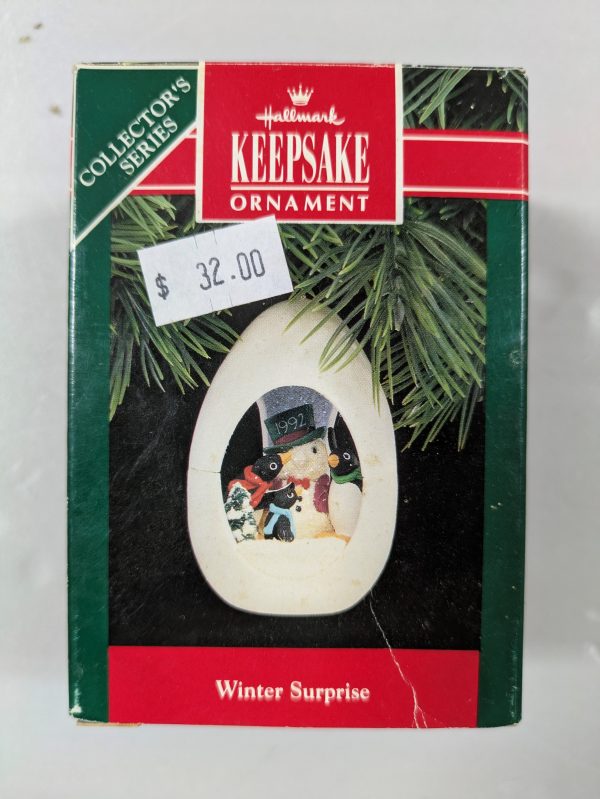 COLLECTOR'S
SERIES
Hallmark
KEEPSAKE
ORNAMENT
$ 32.00
1992
Winter Surprise